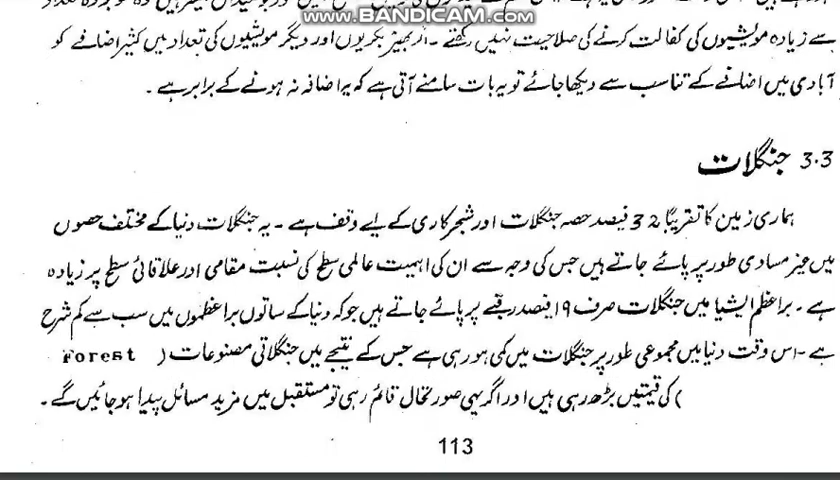 www.BANDICAM.com
سے زیادہ مویشیوں کی کفالت کرنے کی صلاحیت نہیں رکھتے ۔ اگر بھیڑ بکریوں اور دیگر مویشیوں کی تعداد میں کثیر اضافے کو
آبادی میں اضافے کے تناسب سے دیکھا جائے تو یہ بات سامنے آتی ہے کہ یہ اضافہ نہ ہونے کے برابر ہے ۔
3.3 جنگلات
ہماری زمین کا تقریباً 32 فیصد حصہ جنگلات اور شجر کاری کے لیے وقف ہے ۔ یہ جنگلات دنیا کے مختلف حصوں
میں غیر مساوی طور پر پائے جاتے ہیں جس کی وجہ سے ان کی اہمیت عالمی سطح کی نسبت مقامی اور علاقائی سطح پر زیادہ
ہے ۔ براعظم ایشیا میں جنگلات صرف ۱۹ فیصد رقبے پر پائے جاتے ہیں جو کہ دنیا کے ساتوں براعظموں میں سب سے کم شرح
ہے ۔ اس وقت دنیا میں مجموعی طور پر جنگلات میں کمی ہو رہی ہے جس کے نتیجے میں جنگلاتی مصنوعات ( Forest
) کی قیمتیں بڑھ رہی ہیں اور اگر یہی صورتحال قائم رہی تو مستقبل میں مزید مسائل پیدا ہو جائیں گے ۔
113